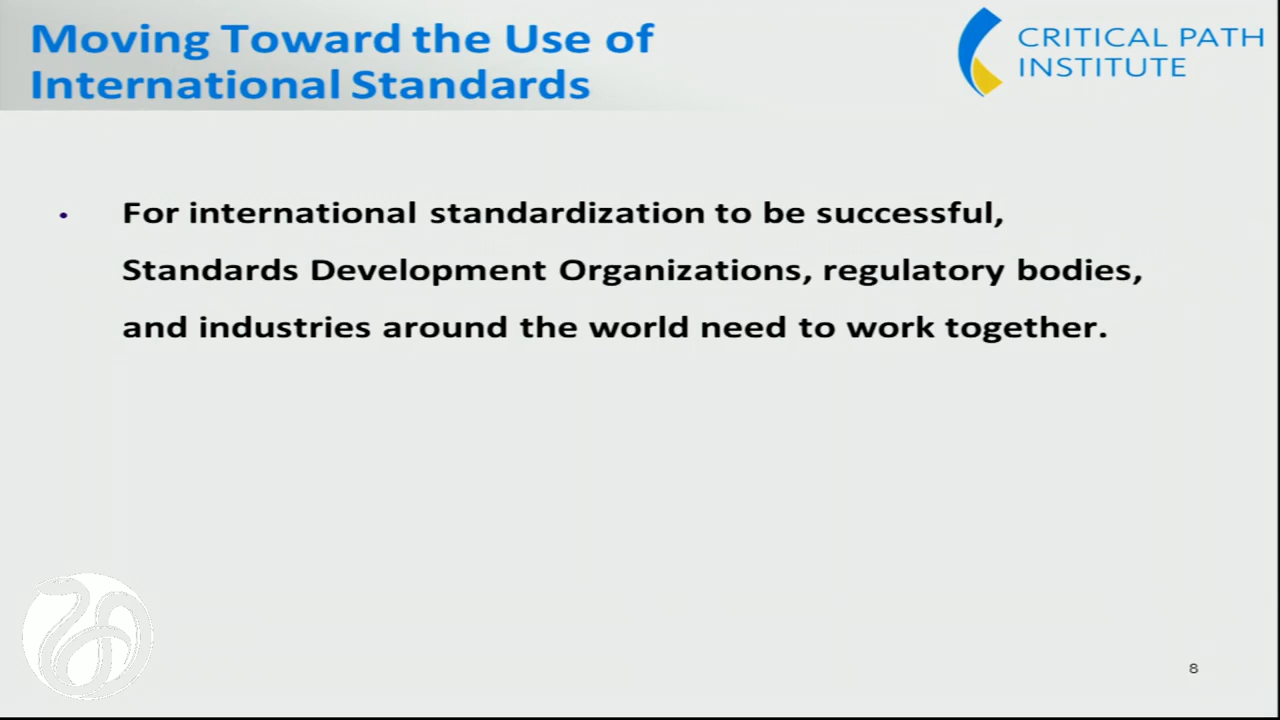 Moving Toward the Use of
International Standards
CRITICAL PATH
INSTITUTE
• For international standardization to be successful,
Standards Development Organizations, regulatory bodies,
and industries around the world need to work together.
8